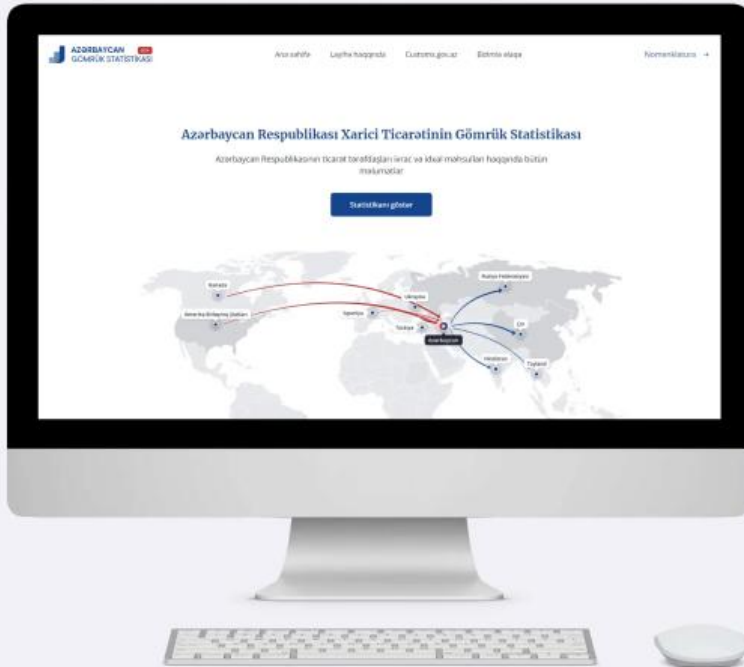 AZƏRBAYCAN
GÖMRÜK STATİSTİKASI
Ana səhifə
Layihə haqqında
Customs.gov.az
Bizimlə əlaqə
Nomenklatura →
Azərbaycan Respublikası Xarici Ticarətinin Gömrük Statistikası
Azərbaycan Respublikasının ticarət tərəfdaşları ixrac və idxal məhsulları haqqında bütün
məlumatlar
Statistikanı göstər
Rusiya Federasiyası
Kanada
Ukrayna
Amerika Birləşmiş Ştatları
Türkiyə
Azərbaycan
Hindistan
Tayland